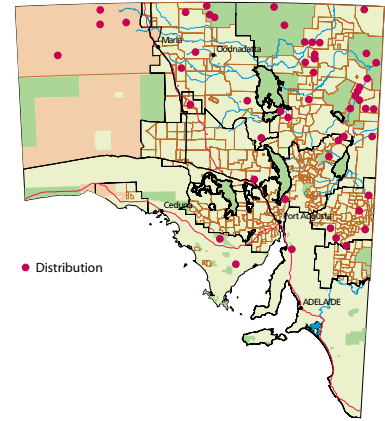 Marla
Oodnadatta
Ceduna
Port Augusta
Distribution
ADELAIDE